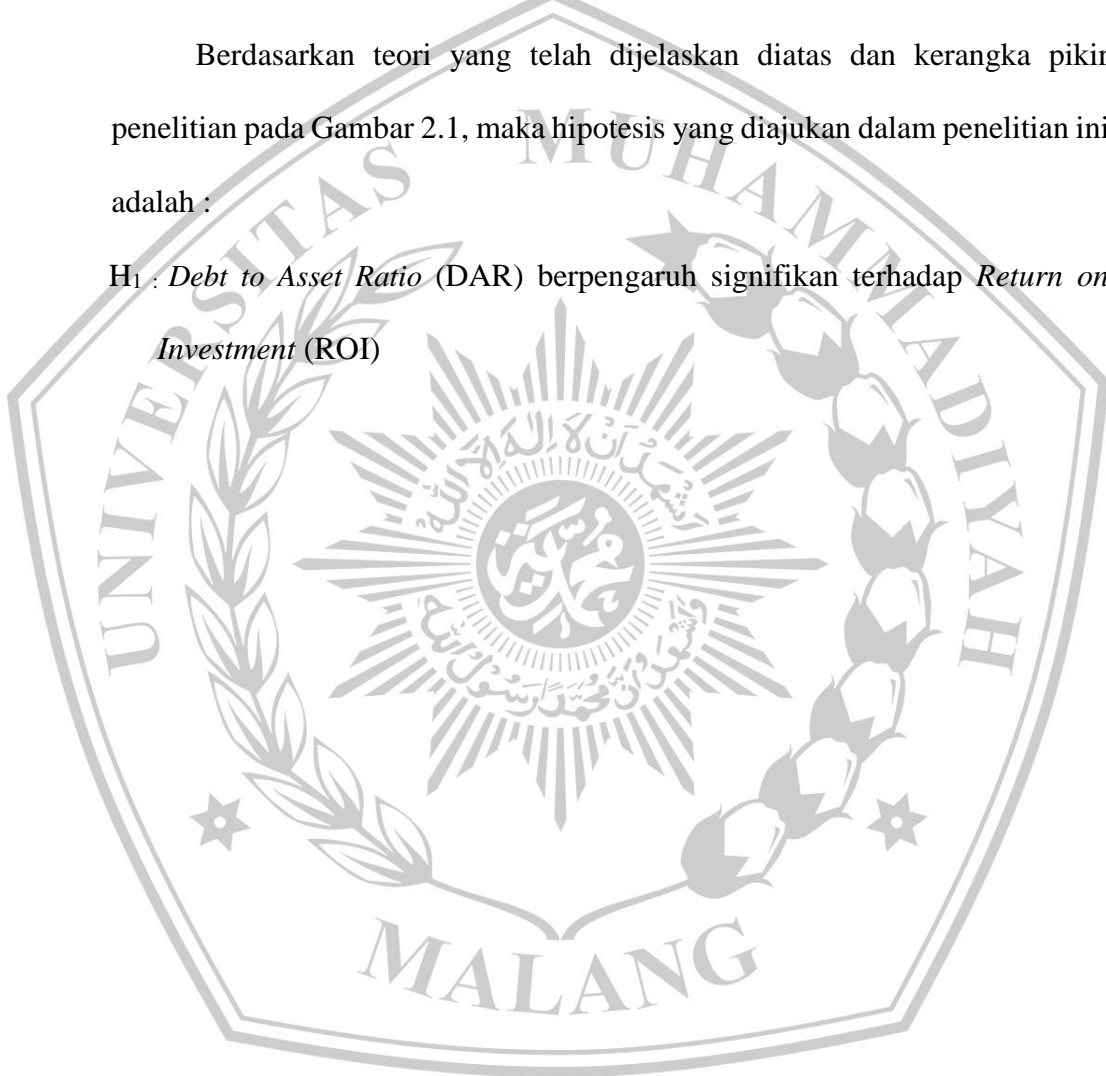 Berdasarkan teori yang telah dijelaskan diatas dan kerangka pikir
penelitian pada Gambar 2.1, maka hipotesis yang diajukan dalam penelitian ini
adalah :
H1 : Debt to Asset Ratio (DAR) berpengaruh signifikan terhadap Return on
Investment (ROI)
UNIVERSITAS MUHAMMADIYAH
MALANG